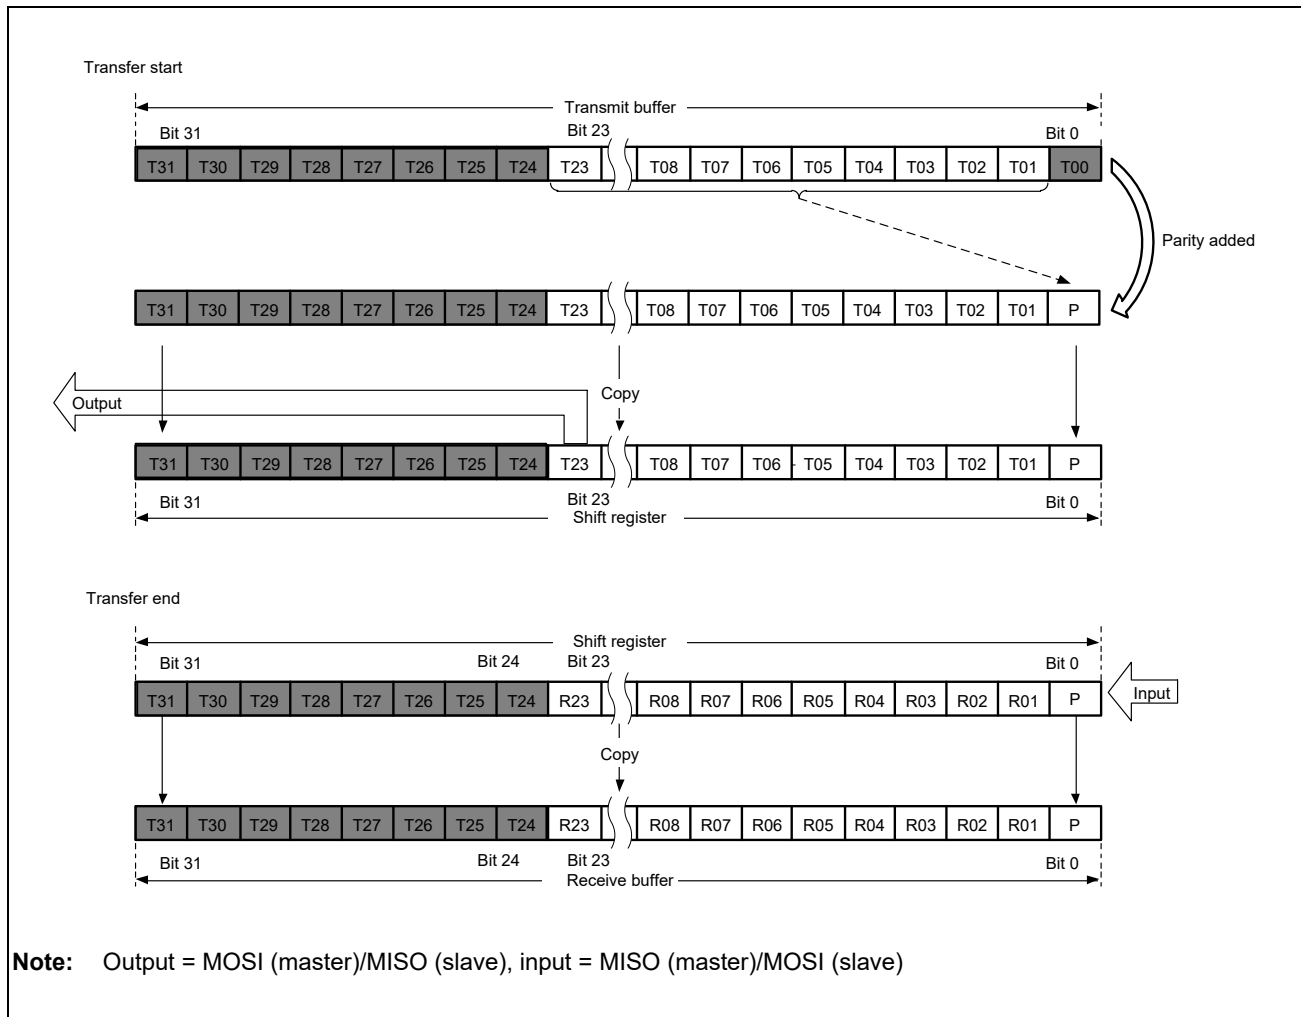 Transfer start
Transmit buffer
Bit 31 Bit 23 Bit 0
T31 T30 T29 T28 T27 T26 T25 T24 T23 T08 T07 T06 T05 T04 T03 T02 T01 T00
Parity added
T31 T30 T29 T28 T27 T26 T25 T24 T23 T08 T07 T06 T05 T04 T03 T02 T01 P
Copy
Output
T31 T30 T29 T28 T27 T26 T25 T24 T23 T08 T07 T06 T05 T04 T03 T02 T01 P
Bit 31 Bit 23 Bit 0
Shift register
Transfer end
Shift register
Bit 31 Bit 24 Bit 23 Bit 0
T31 T30 T29 T28 T27 T26 T25 T24 R23 R08 R07 R06 R05 R04 R03 R02 R01 P
Input
Copy
T31 T30 T29 T28 T27 T26 T25 T24 R23 R08 R07 R06 R05 R04 R03 R02 R01 P
Bit 31 Bit 24 Bit 23 Bit 0
Receive buffer
Note: Output = MOSI (master)/MISO (slave), input = MISO (master)/MOSI (slave)